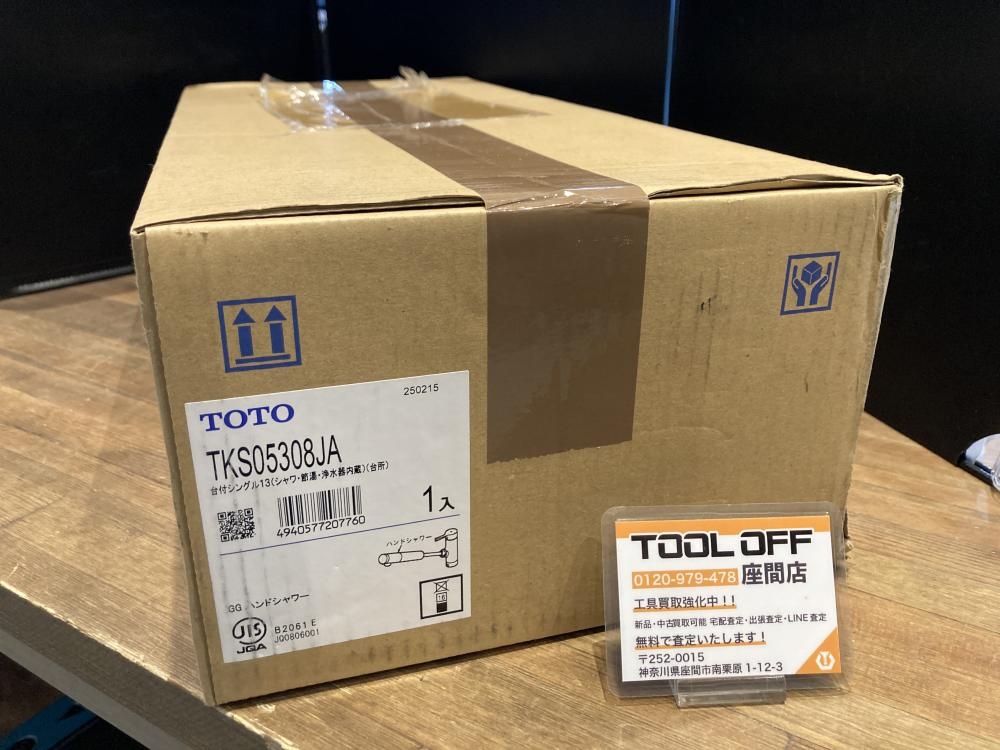 250215
TOTO
TKS05308JA
台付シングル13(シャワ・節湯・浄水器内蔵)(台所)
1入
4940577207760
ハンドシャワー
GG ハンドシャワー
JIS
JQA
B2061 E
JQ0806001
TOOL OFF
0120-979-478 座間店
工具買取強化中!!
新品・中古買取可能 宅配査定・出張査定・LINE査定
無料で査定いたします!
〒252-0015
神奈川県座間市南栗原 1-12-3